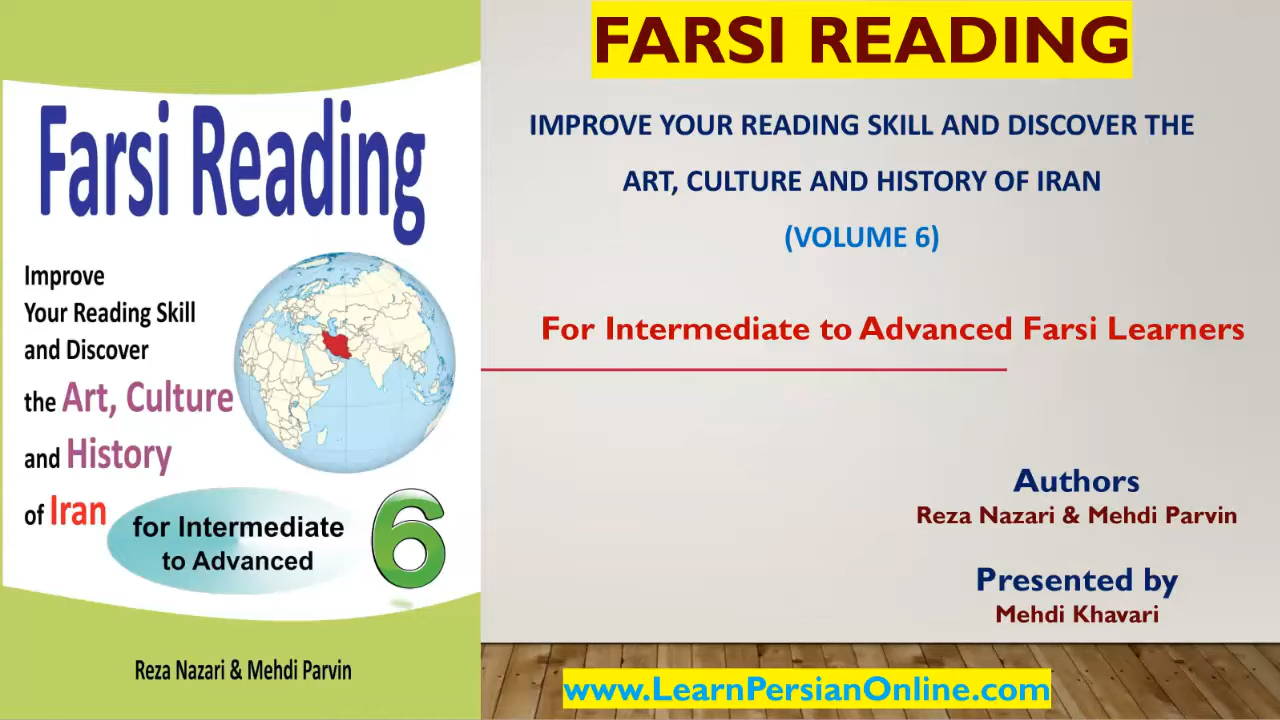 Farsi Reading
Improve
Your Reading Skill
and Discover
the Art, Culture
and History
of Iran
for Intermediate
to Advanced
6
Reza Nazari & Mehdi Parvin
FARSI READING
IMPROVE YOUR READING SKILL AND DISCOVER THE
ART, CULTURE AND HISTORY OF IRAN
(VOLUME 6)
For Intermediate to Advanced Farsi Learners
Authors
Reza Nazari & Mehdi Parvin
Presented by
Mehdi Khavari
www.LearnPersianOnline.com